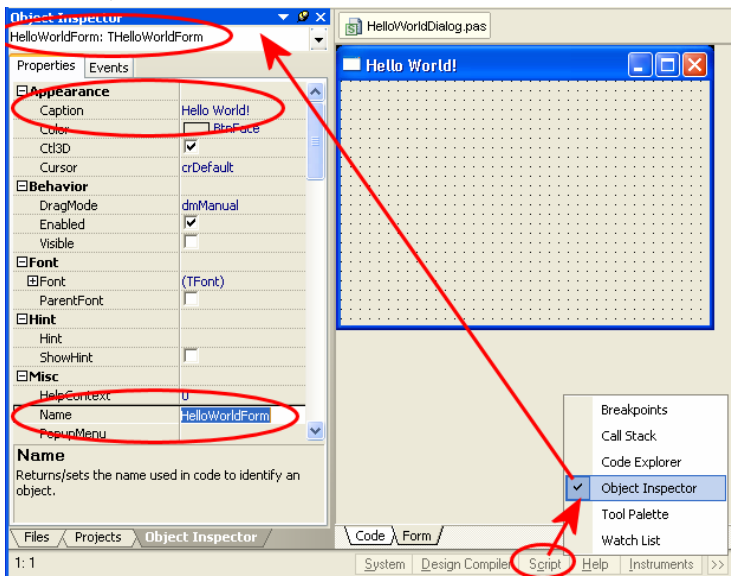 Object Inspector
HelloWorldForm: THelloWorldForm
Properties Events
Appearance
Caption Hello World!
Color BtnFace
Ctl3D
Cursor crDefault
Behavior
DragMode dmManual
Enabled
Visible
Font
Font (TFont)
ParentFont
Hint
Hint
ShowHint
Misc
HelpContext 0
Name HelloWorldForm
PopupMenu
Name
Returns/sets the name used in code to identify an
object.
Files Projects Object Inspector
HelloWorldDialog.pas
Hello World!
Breakpoints
Call Stack
Code Explorer
Object Inspector
Tool Palette
Watch List
Code Form
1: 1
System Design Compiler Script Help Instruments >>